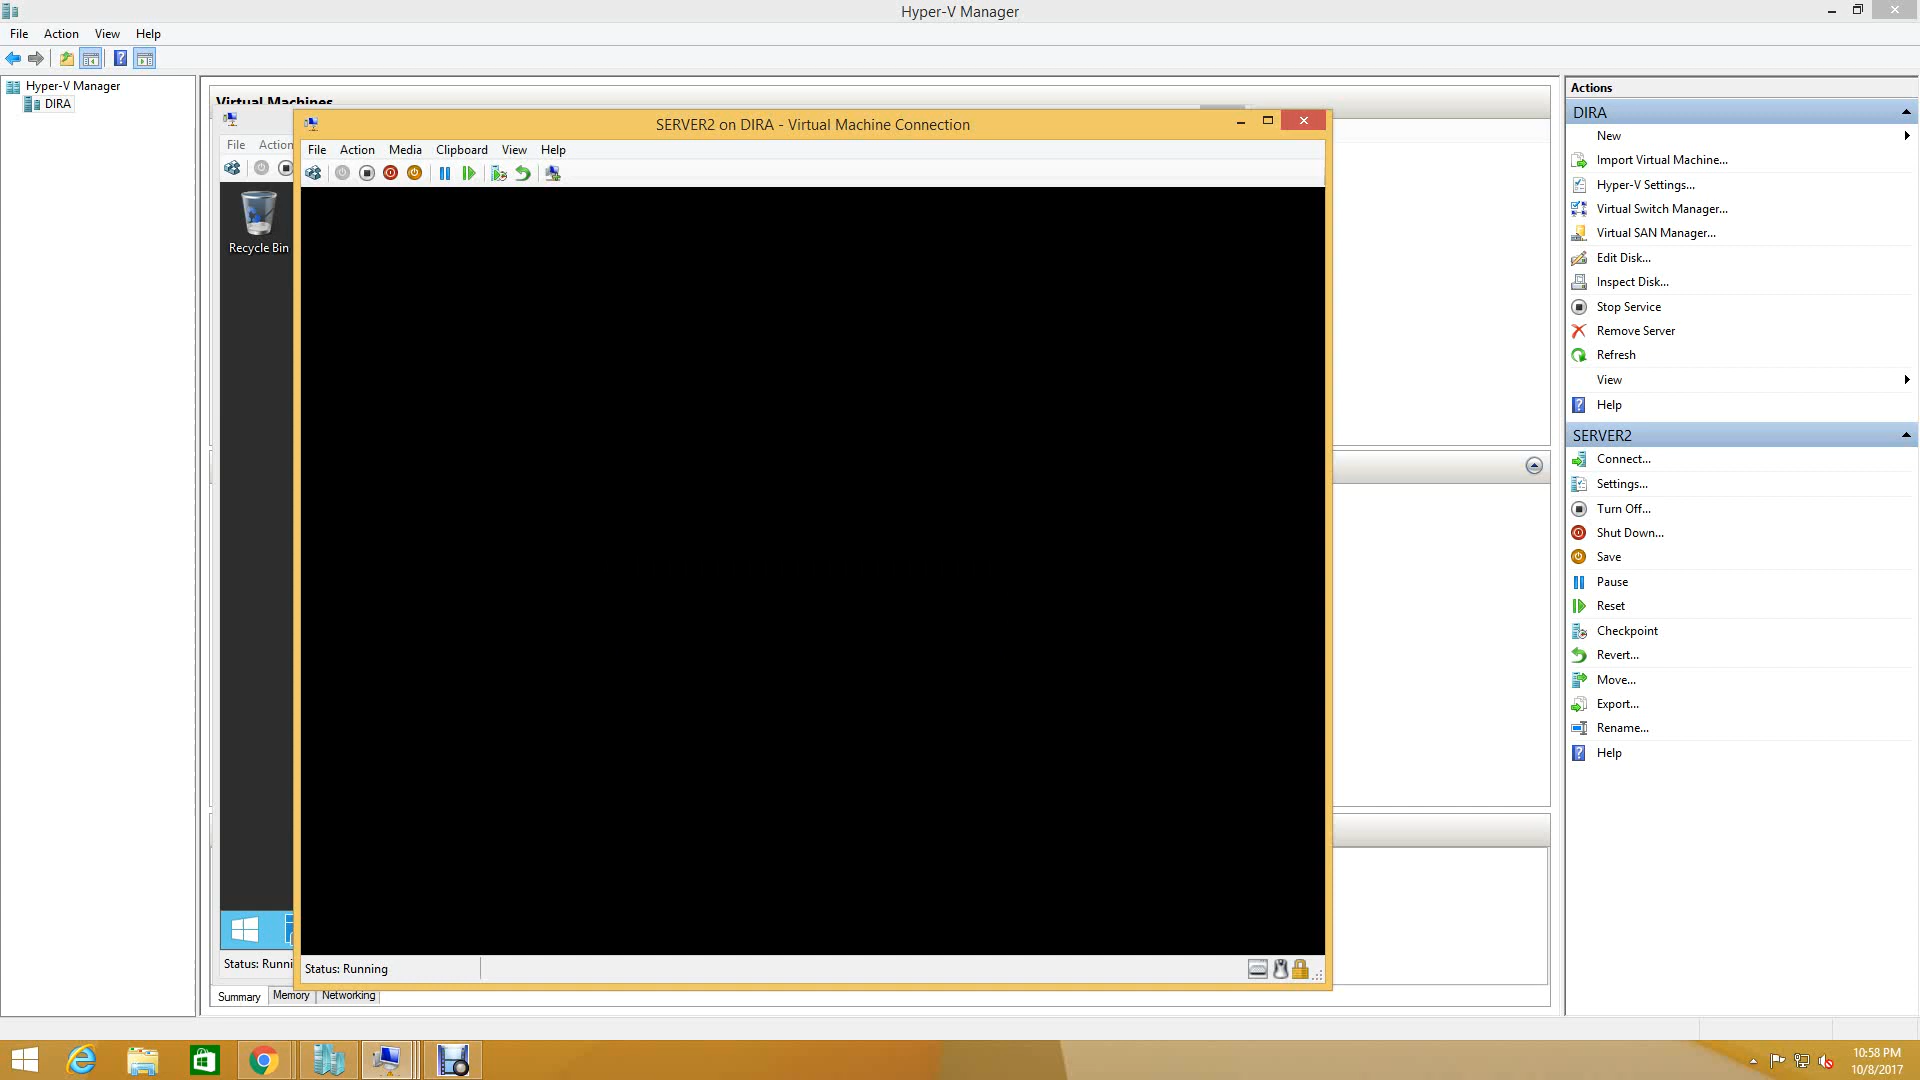 Hyper-V Manager
File Action View Help
Hyper-V Manager
DIRA
Virtual Machines
File Action
Recycle Bin
Status: Runni
SERVER2 on DIRA - Virtual Machine Connection
File Action Media Clipboard View Help
Status: Running
Summary Memory Networking
Actions
DIRA
New
Import Virtual Machine...
Hyper-V Settings...
Virtual Switch Manager...
Virtual SAN Manager...
Edit Disk...
Inspect Disk...
Stop Service
Remove Server
Refresh
View
Help
SERVER2
Connect...
Settings...
Turn Off...
Shut Down...
Save
Pause
Reset
Checkpoint
Revert...
Move...
Export...
Rename...
Help
10:58 PM
10/8/2017